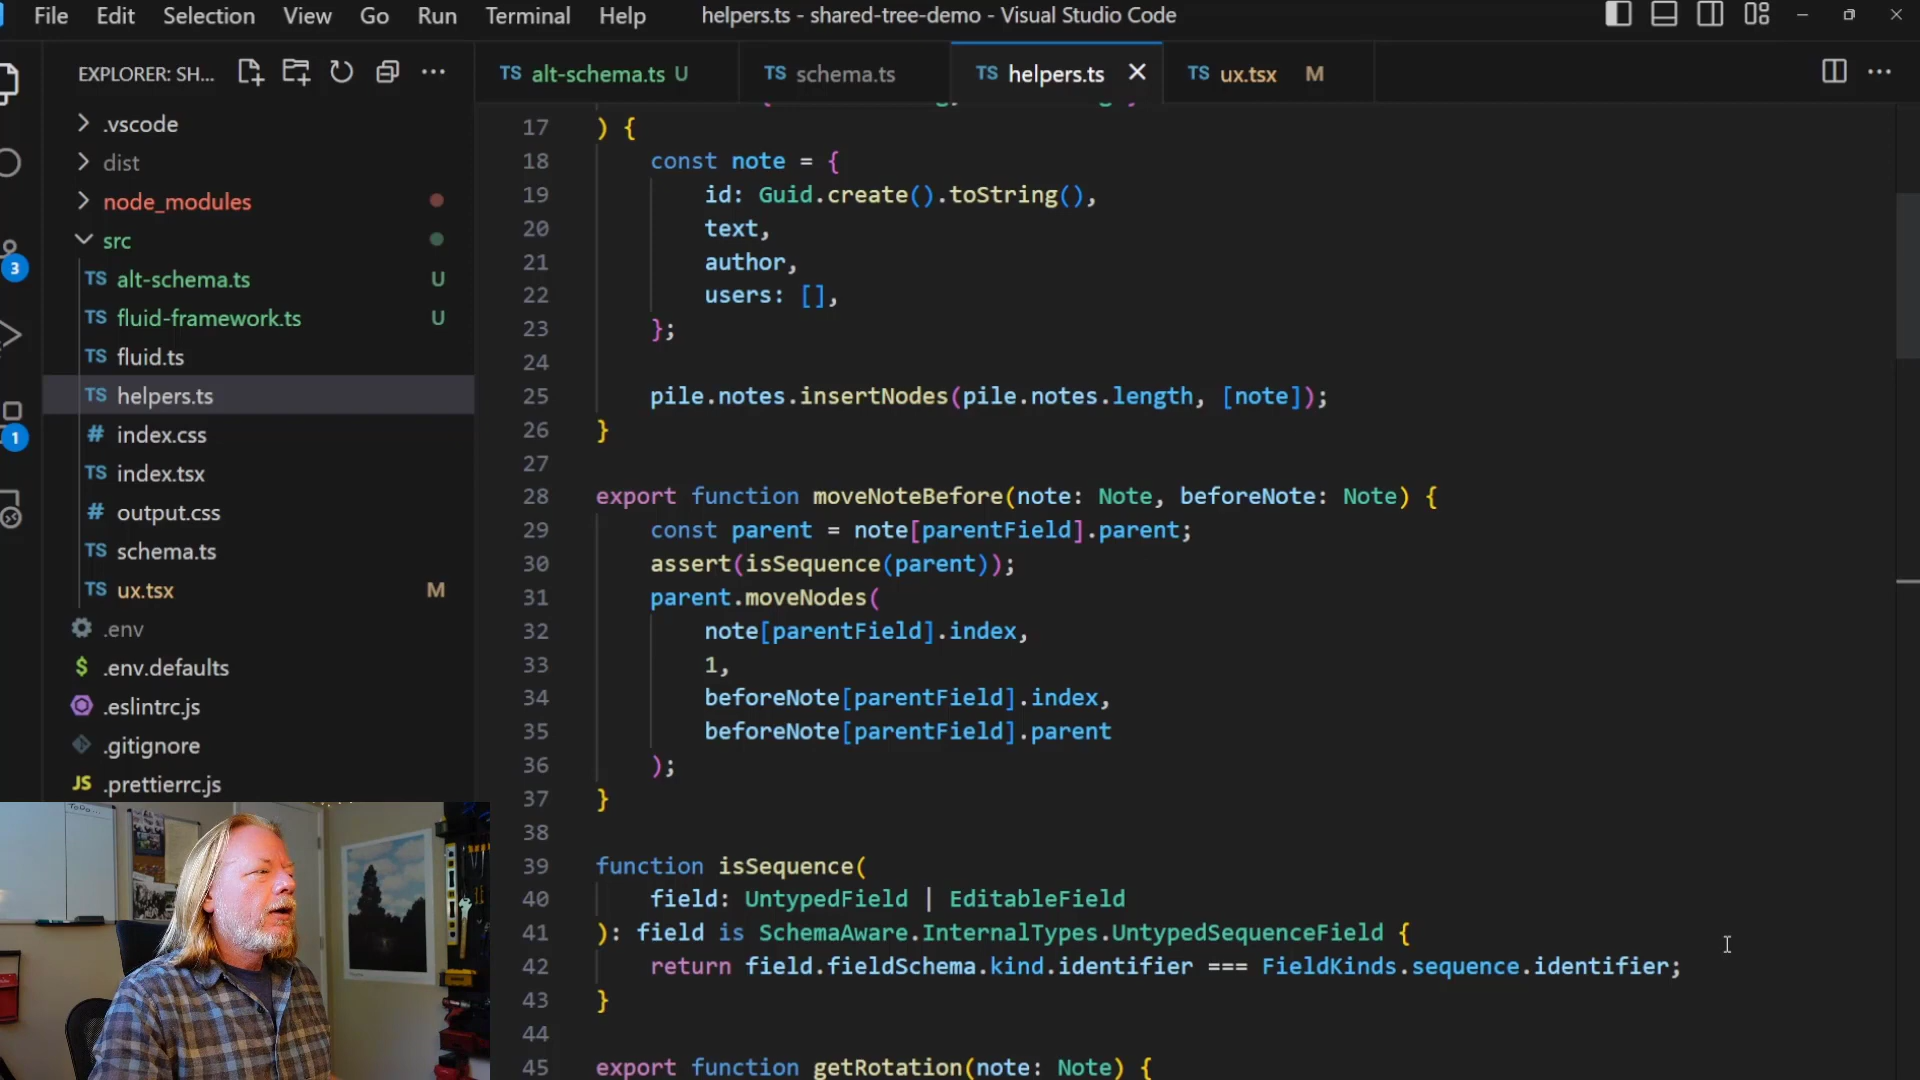 File Edit Selection View Go Run Terminal Help helpers.ts - shared-tree-demo - Visual Studio Code
EXPLORER: SH...
TS alt-schema.ts U
TS schema.ts
TS helpers.ts
TS ux.tsx M
.vscode
dist
node_modules
src
TS alt-schema.ts U
TS fluid-framework.ts U
TS fluid.ts
TS helpers.ts
# index.css
TS index.tsx
# output.css
TS schema.ts
TS ux.tsx M
.env
$ .env.defaults
.eslintrc.js
.gitignore
JS .prettierrc.js
3
1
17 ) {
18 const note = {
19 id: Guid.create().toString(),
20 text,
21 author,
22 users: [],
23 };
24
25 pile.notes.insertNodes(pile.notes.length, [note]);
26 }
27
28 export function moveNoteBefore(note: Note, beforeNote: Note) {
29 const parent = note[parentField].parent;
30 assert(isSequence(parent));
31 parent.moveNodes(
32 note[parentField].index,
33 1,
34 beforeNote[parentField].index,
35 beforeNote[parentField].parent
36 );
37 }
38
39 function isSequence(
40 field: UntypedField | EditableField
41 ): field is SchemaAware.InternalTypes.UntypedSequenceField {
42 return field.fieldSchema.kind.identifier === FieldKinds.sequence.identifier;
43 }
44
45 export function getRotation(note: Note) {